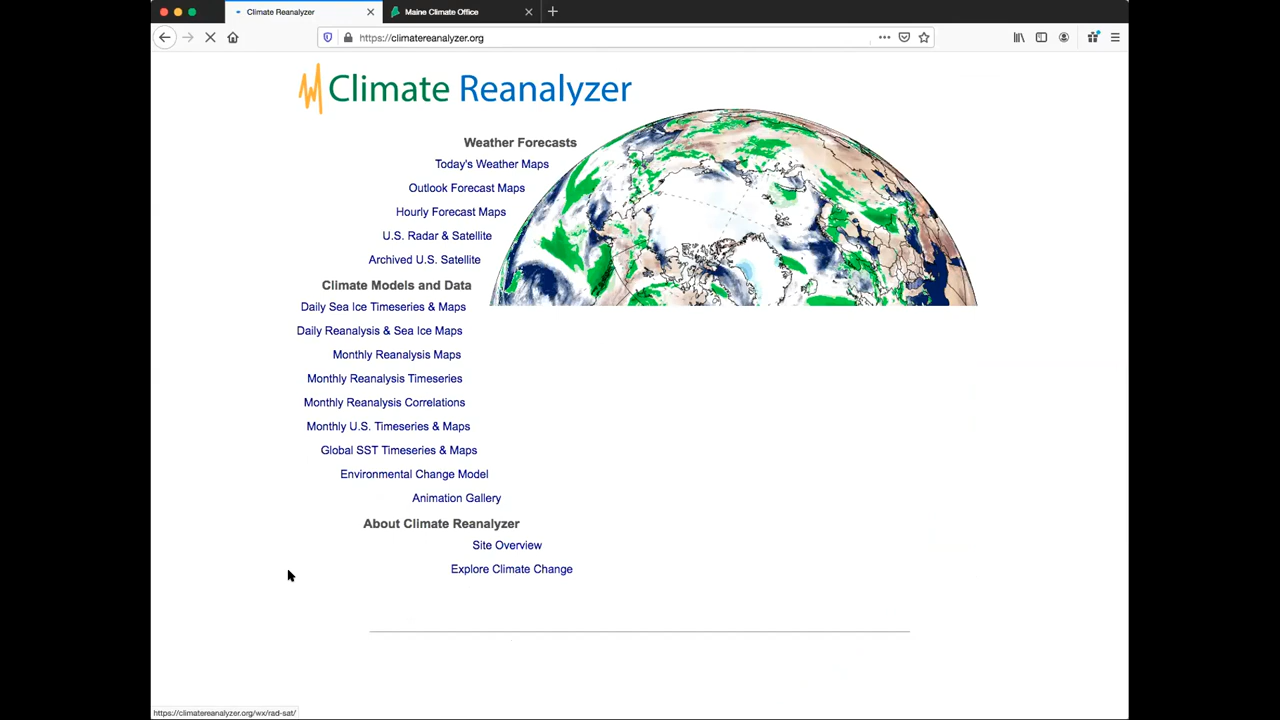 Climate Reanalyzer
Maine Climate Office
https://climatereanalyzer.org
Climate Reanalyzer
Weather Forecasts
Today's Weather Maps
Outlook Forecast Maps
Hourly Forecast Maps
U.S. Radar & Satellite
Archived U.S. Satellite
Climate Models and Data
Daily Sea Ice Timeseries & Maps
Daily Reanalysis & Sea Ice Maps
Monthly Reanalysis Maps
Monthly Reanalysis Timeseries
Monthly Reanalysis Correlations
Monthly U.S. Timeseries & Maps
Global SST Timeseries & Maps
Environmental Change Model
Animation Gallery
About Climate Reanalyzer
Site Overview
Explore Climate Change
https://climatereanalyzer.org/wx/rad-sat/